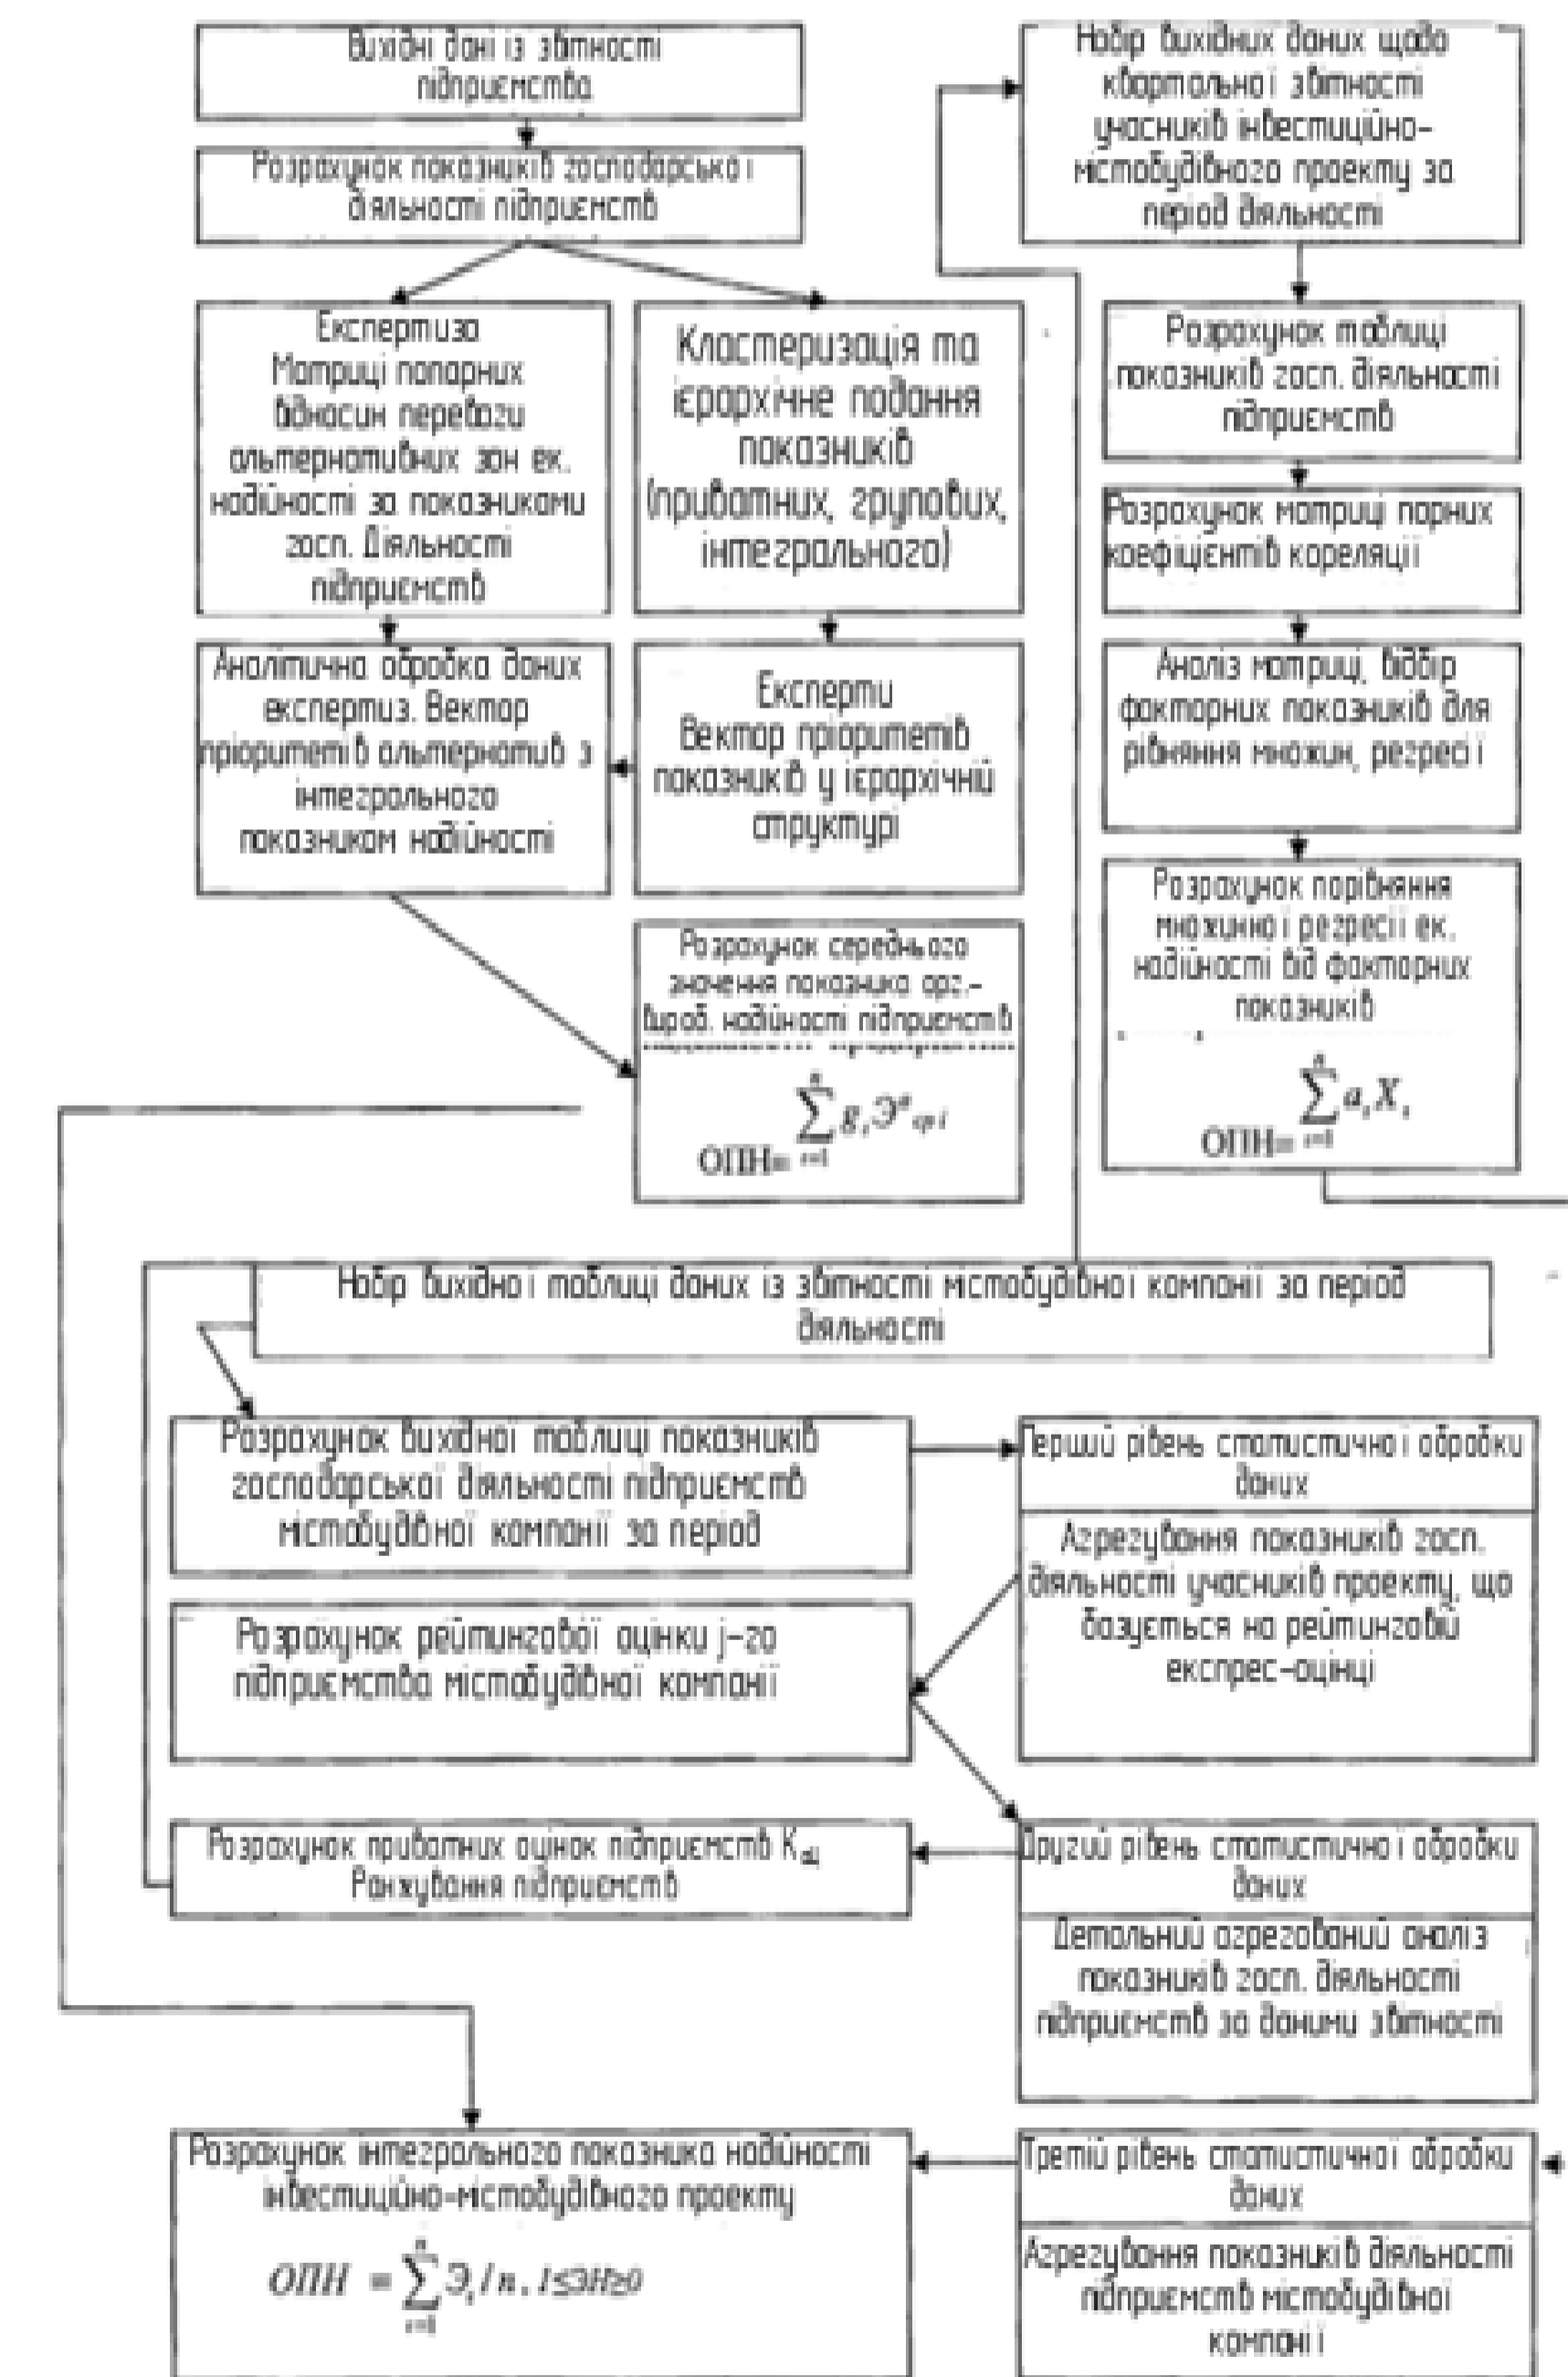 Вихідні дані із звітності
підприємства
Розрахунок показників господарської
діяльності підприємств
Експертиза
Матриці попарних
відносин переваги
альтернативних зон ек.
надійності за показниками
госп. Діяльності
підприємств
Кластеризація та
ієрархічне подання
показників
(приватних, групових,
інтегрального)
Аналітична обробка даних
експертиз. Вектор
пріоритетів альтернатив з
інтегрального
показником надійності
Експерти
Вектор пріоритетів
показників у ієрархічній
структурі
Розрахунок середнього
значення показника орг.-
вироб. надійності підприємств
ОПН= ∑ g
Набір вихідних даних щодо
квартальної звітності
учасників інвестиційно-
містобудівного проекту за
період діяльності
Розрахунок таблиці
показників госп. діяльності
підприємств
Розрахунок матриці парних
коефіцієнтів кореляції
Аналіз матриці, відбір
факторних показників для
рівняння множин, регресії
Розрахунок порівняння
множинної регресії ек.
надійності від факторних
показників
ОПН= ∑ a X
Набір вихідної таблиці даних із звітності містобудівної компанії за період
діяльності
Розрахунок вихідної таблиці показників
господарської діяльності підприємств
містобудівної компанії за період
Перший рівень статистичної обробки
даних
Агрегування показників госп.
діяльності учасників проекту, що
базується на рейтинговій
експрес-оцінці
Розрахунок рейтингової оцінки j-го
підприємства містобудівної компанії
Розрахунок приватних оцінок підприємств K
Ранжування підприємств
Другий рівень статистичної обробки
даних
Детальний агрегований аналіз
показників госп. діяльності
підприємств за даними звітності
Розрахунок інтегрального показника надійності
інвестиційно-містобудівного проекту
ОПН = ∑ Э / n, 1≤ЭН≥0
Третій рівень статистичної обробки
даних
Агрегування показників діяльності
підприємств містобудівної
компанії